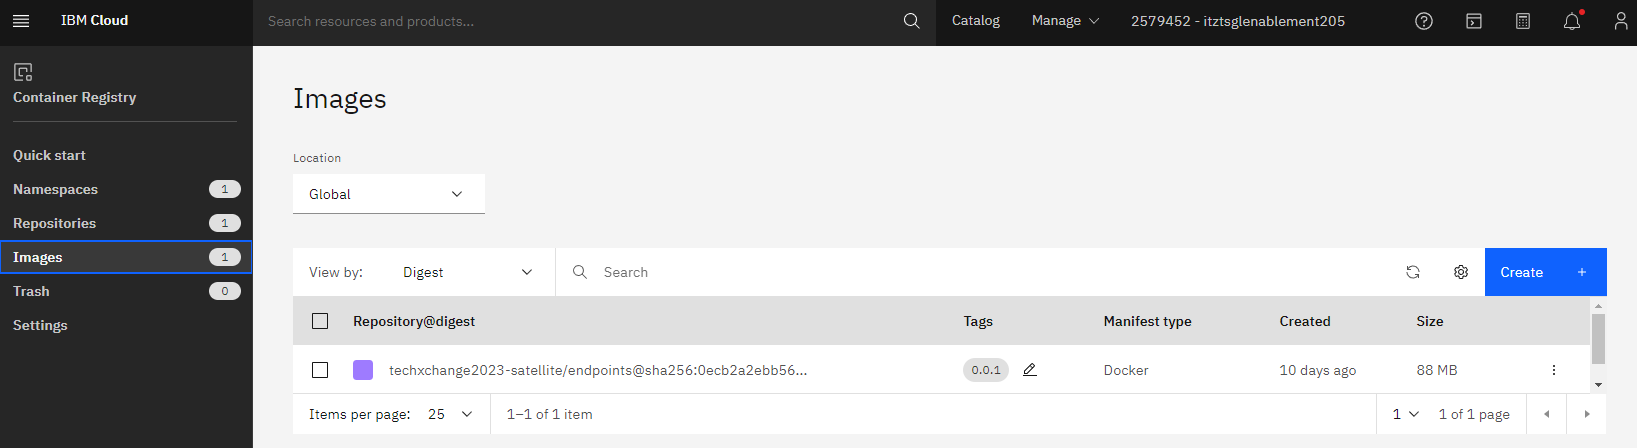 IBM Cloud
Search resources and products...
Catalog
Manage
2579452 - itztsglenablement205
Container Registry
Quick start
Namespaces 1
Repositories 1
Images 1
Trash 0
Settings
Images
Location
Global
View by: Digest
Search
Create +
Repository@digest Tags Manifest type Created Size
techxchange2023-satellite/endpoints@sha256:0ecb2a2ebb56... 0.0.1 Docker 10 days ago 88 MB
Items per page: 25 1–1 of 1 item 1 1 of 1 page